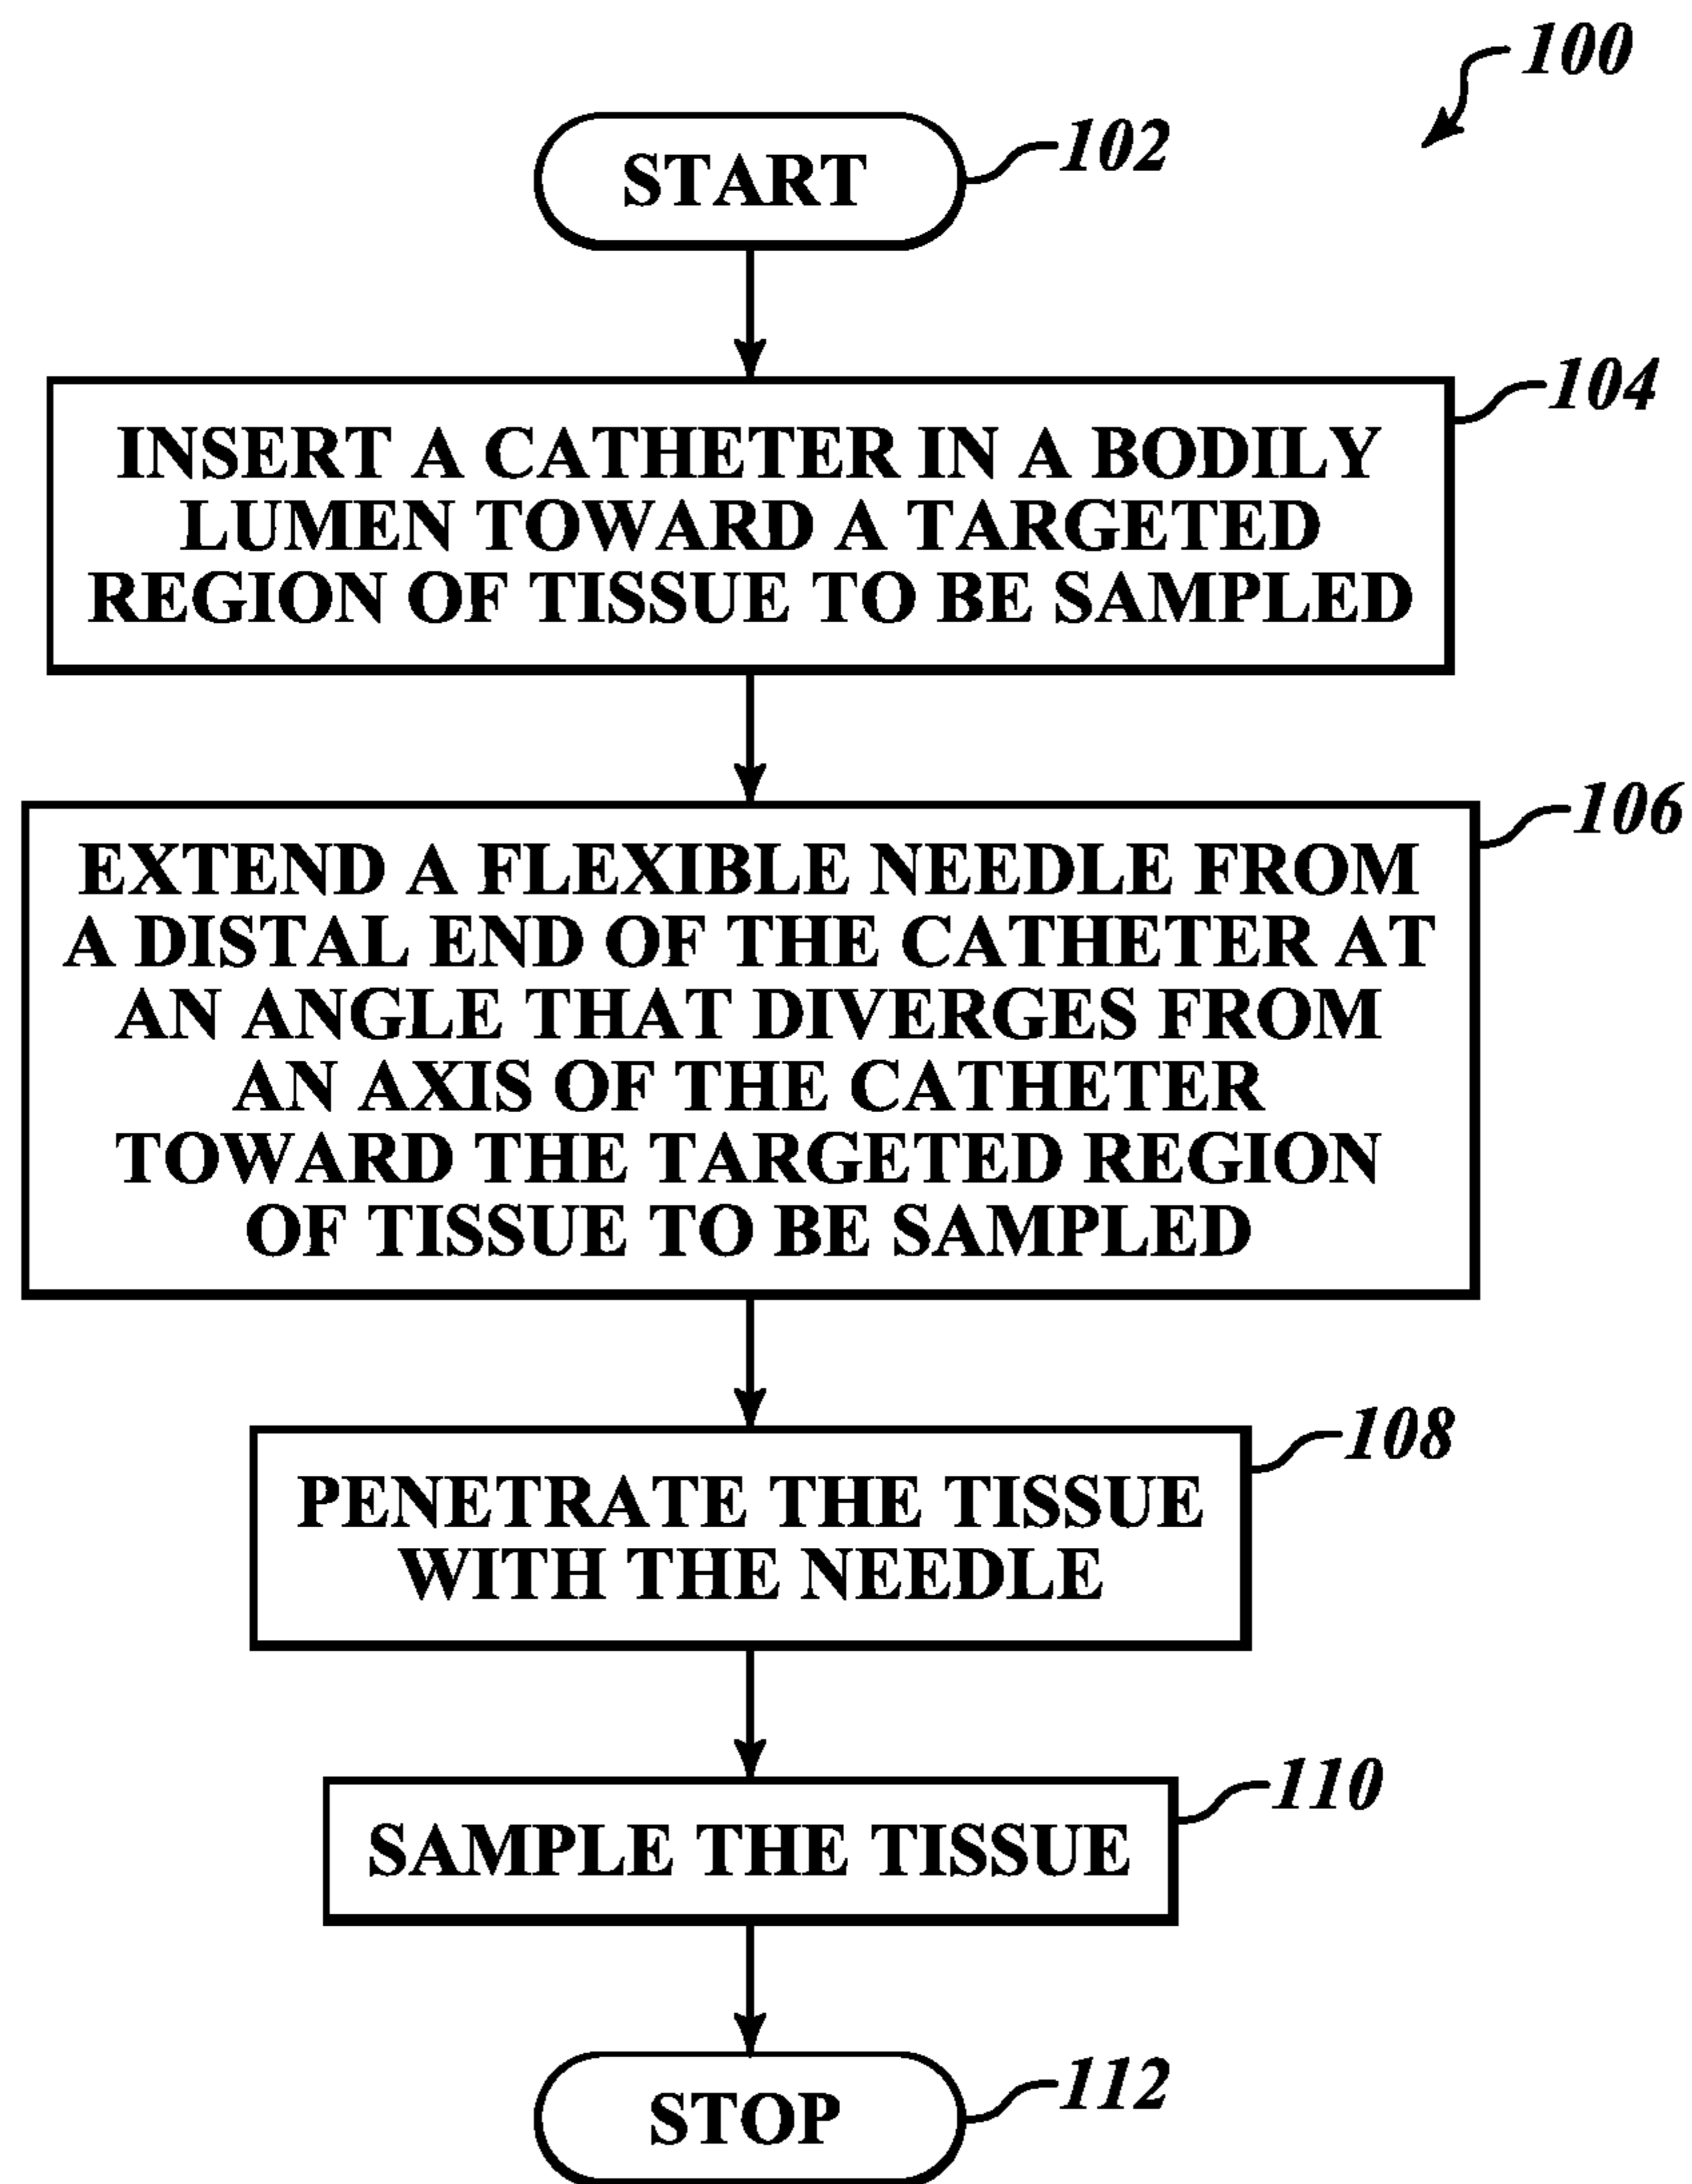 100
START
102
104
INSERT A CATHETER IN A BODILY
LUMEN TOWARD A TARGETED
REGION OF TISSUE TO BE SAMPLED
106
EXTEND A FLEXIBLE NEEDLE FROM
A DISTAL END OF THE CATHETER AT
AN ANGLE THAT DIVERGES FROM
AN AXIS OF THE CATHETER
TOWARD THE TARGETED REGION
OF TISSUE TO BE SAMPLED
108
PENETRATE THE TISSUE
WITH THE NEEDLE
110
SAMPLE THE TISSUE
112
STOP